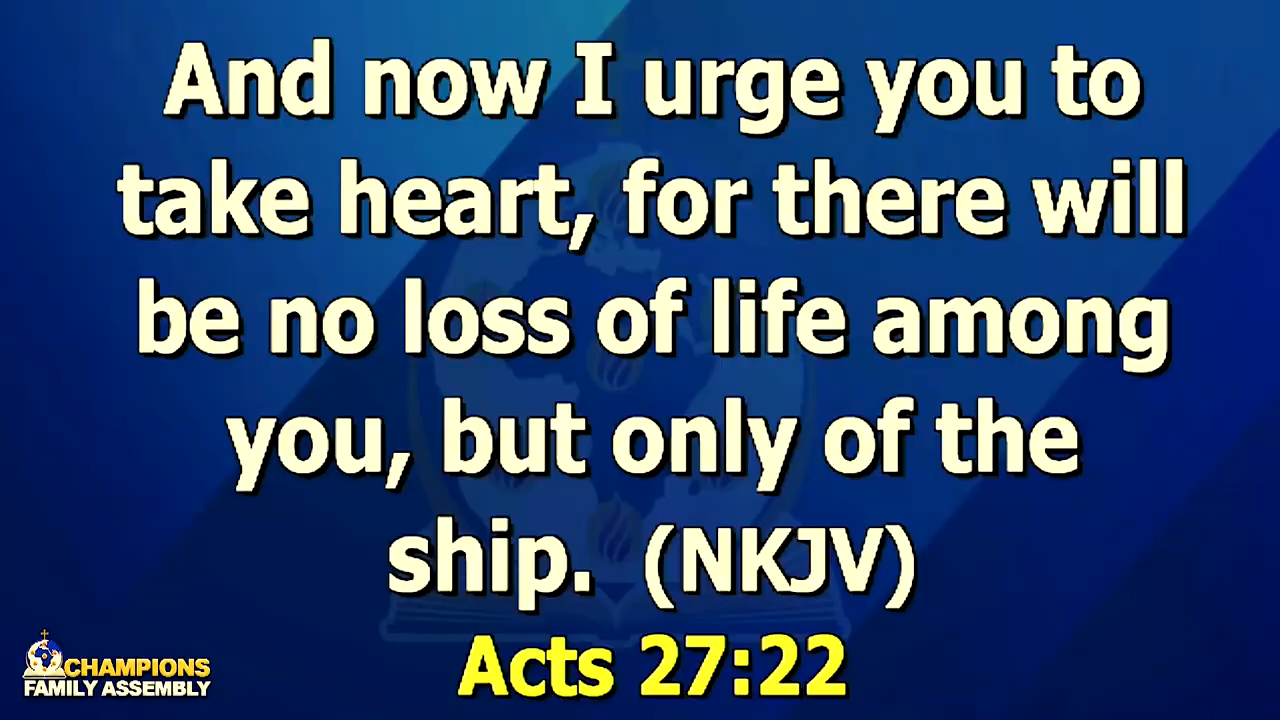 And now I urge you to
take heart, for there will
be no loss of life among
you, but only of the
ship. (NKJV)
Acts 27:22
CHAMPIONS
FAMILY ASSEMBLY